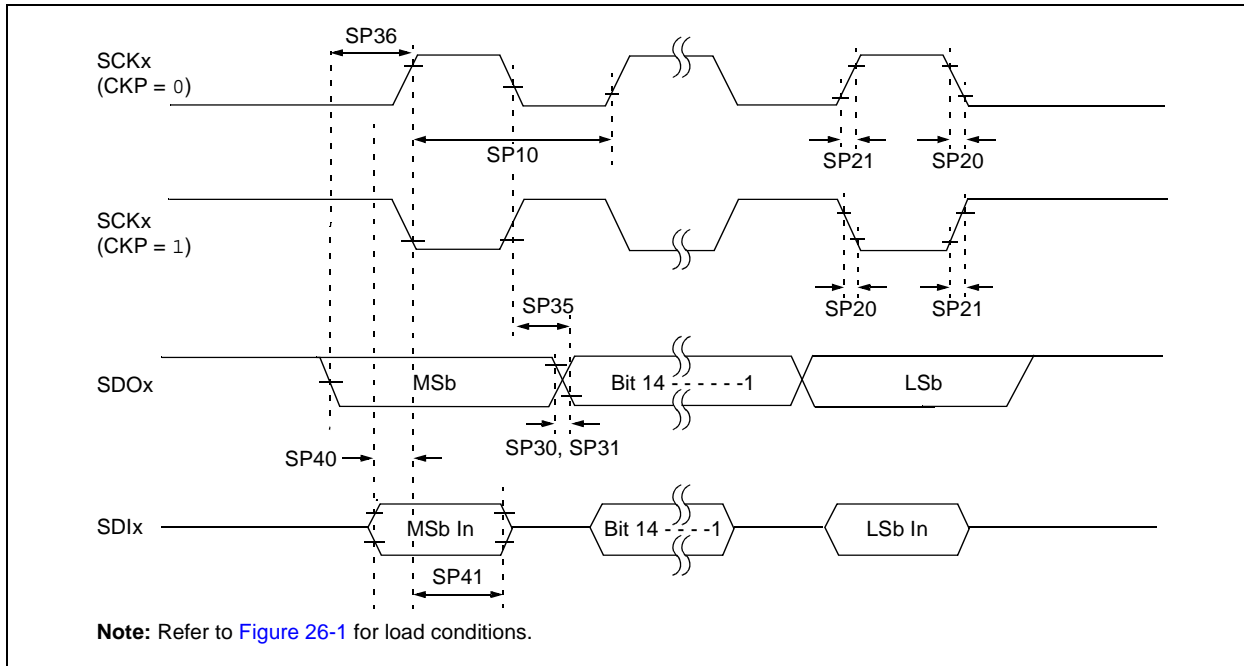 SP36
SCKx
(CKP = 0)
SP10
SP21
SP20
SCKx
(CKP = 1)
SP35
SP20
SP21
SDOx
MSb
Bit 14 - - - - - -1
LSb
SP30, SP31
SP40
SDIx
MSb In
Bit 14 - - - -1
LSb In
SP41
Note: Refer to Figure 26-1 for load conditions.